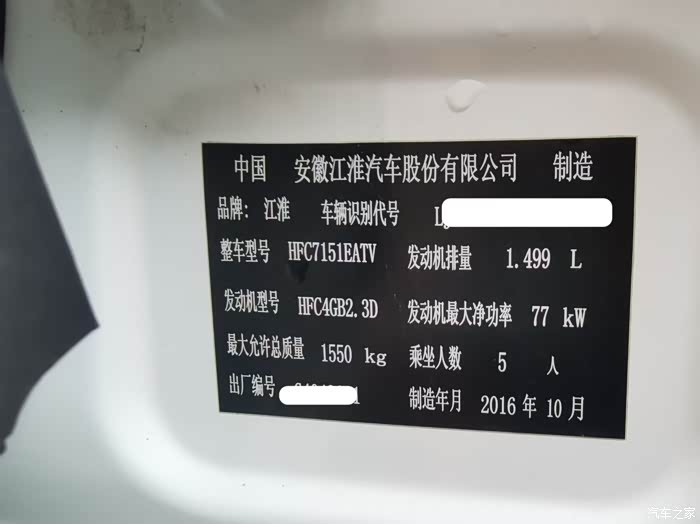 中国 安徽江淮汽车股份有限公司 制造
品牌: 江淮 车辆识别代号 L
整车型号 HFC7151EATV 发动机排量 1.499 L
发动机型号 HFC4GB2.3D 发动机最大净功率 77 kW
最大允许总质量 1550 kg 乘坐人数 5 人
出厂编号 制造年月 2016 年 10 月
汽车之家